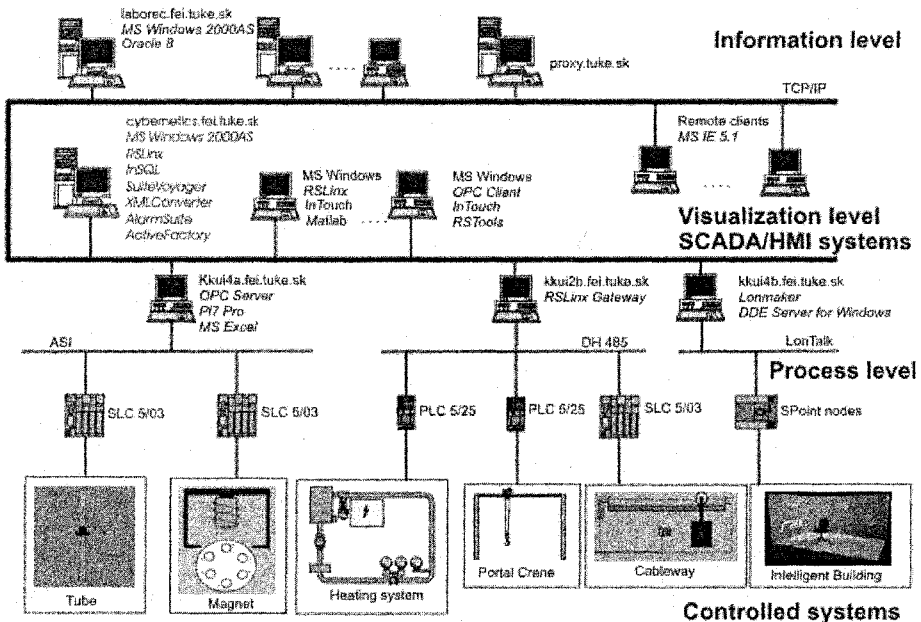 laborec.fei.tuke.sk
MS Windows 2000AS
Oracle 8
Information level
proxy.tuke.sk
TCP/IP
cybernetics.fei.tuke.sk
MS Windows 2000AS
RSLinx
InSQL
SuiteVoyager
XMLConverter
AlarmSuite
ActiveFactory
MS Windows
RSLinx
InTouch
Matlab
MS Windows
OPC Client
InTouch
RSTools
Remote clients
MS IE 5.1
Visualization level
SCADA/HMI systems
Kkui4a.fei.tuke.sk
OPC Server
Pl7 Pro
MS Excel
kkui2b.fei.tuke.sk
RSLinx Gateway
kkui4b.fei.tuke.sk
Lonmaker
DDE Server for Windows
ASI
DH 485
LonTalk
Process level
SLC 5/03
SLC 5/03
PLC 5/25
PLC 5/25
SLC 5/03
SPoint nodes
Tube
Magnet
Heating system
Portal Crane
Cableway
Intelligent Building
Controlled systems